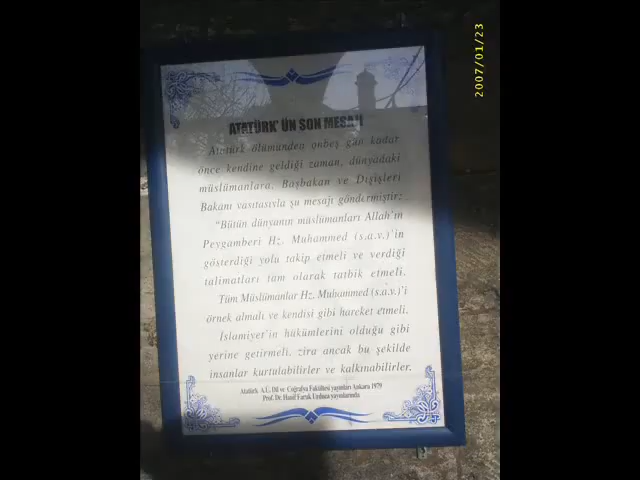 2007/01/23
ATATÜRK'ÜN SON MESAJI
Atatürk ölümünden onbeş gün kadar
önce kendine geldiği zaman, dünyadaki
müslümanlara, Başbakan ve Dışişleri
Bakanı vasıtasıyla şu mesajı göndermiştir;
"Bütün dünyanın müslümanları Allah'ın
Peygamberi Hz. Muhammed (s.a.v.)'in
gösterdiği yolu takip etmeli ve verdiği
talimatları tam olarak tatbik etmeli.
Tüm Müslümanlar Hz. Muhammed (s.a.v.)'i
örnek almalı ve kendisi gibi hareket etmeli.
İslamiyet'in hükümlerini olduğu gibi
yerine getirmeli. zira ancak bu şekilde
insanlar kurtulabilirler ve kalkınabilirler.
Atatürk A.Ü. Dil ve Coğrafya Fakültesi yayınları Ankara 1979
Prof. Dr. Hanif Faruk yayınlarında